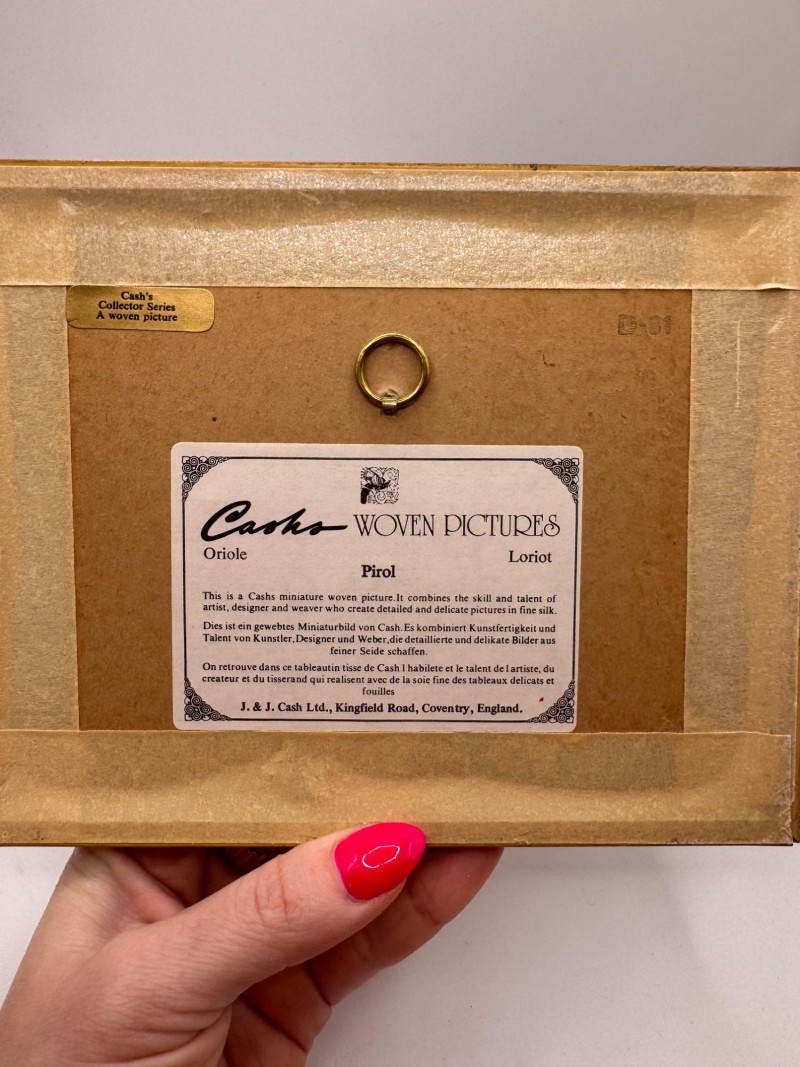 Cash's
Collector Series
A woven picture
Cashs WOVEN PICTURES
Oriole
Loriot
Pirol
This is a Cashs miniature woven picture.It combines the skill and talent of
artist, designer and weaver who create detailed and delicate pictures in fine silk.
Dies ist ein gewebtes Miniaturbild von Cash.Es kombiniert Kunstfertigkeit und
Talent von Kunstler,Designer und Weber,die detaillierte und delikate Bilder aus
feiner Seide schaffen.
On retrouve dans ce tableautin tisse de Cash l habilete et le talent de l artiste, du
createur et du tisserand qui realisent avec de la soie fine des tableaux delicats et
fouilles
J. & J. Cash Ltd., Kingfield Road, Coventry, England.